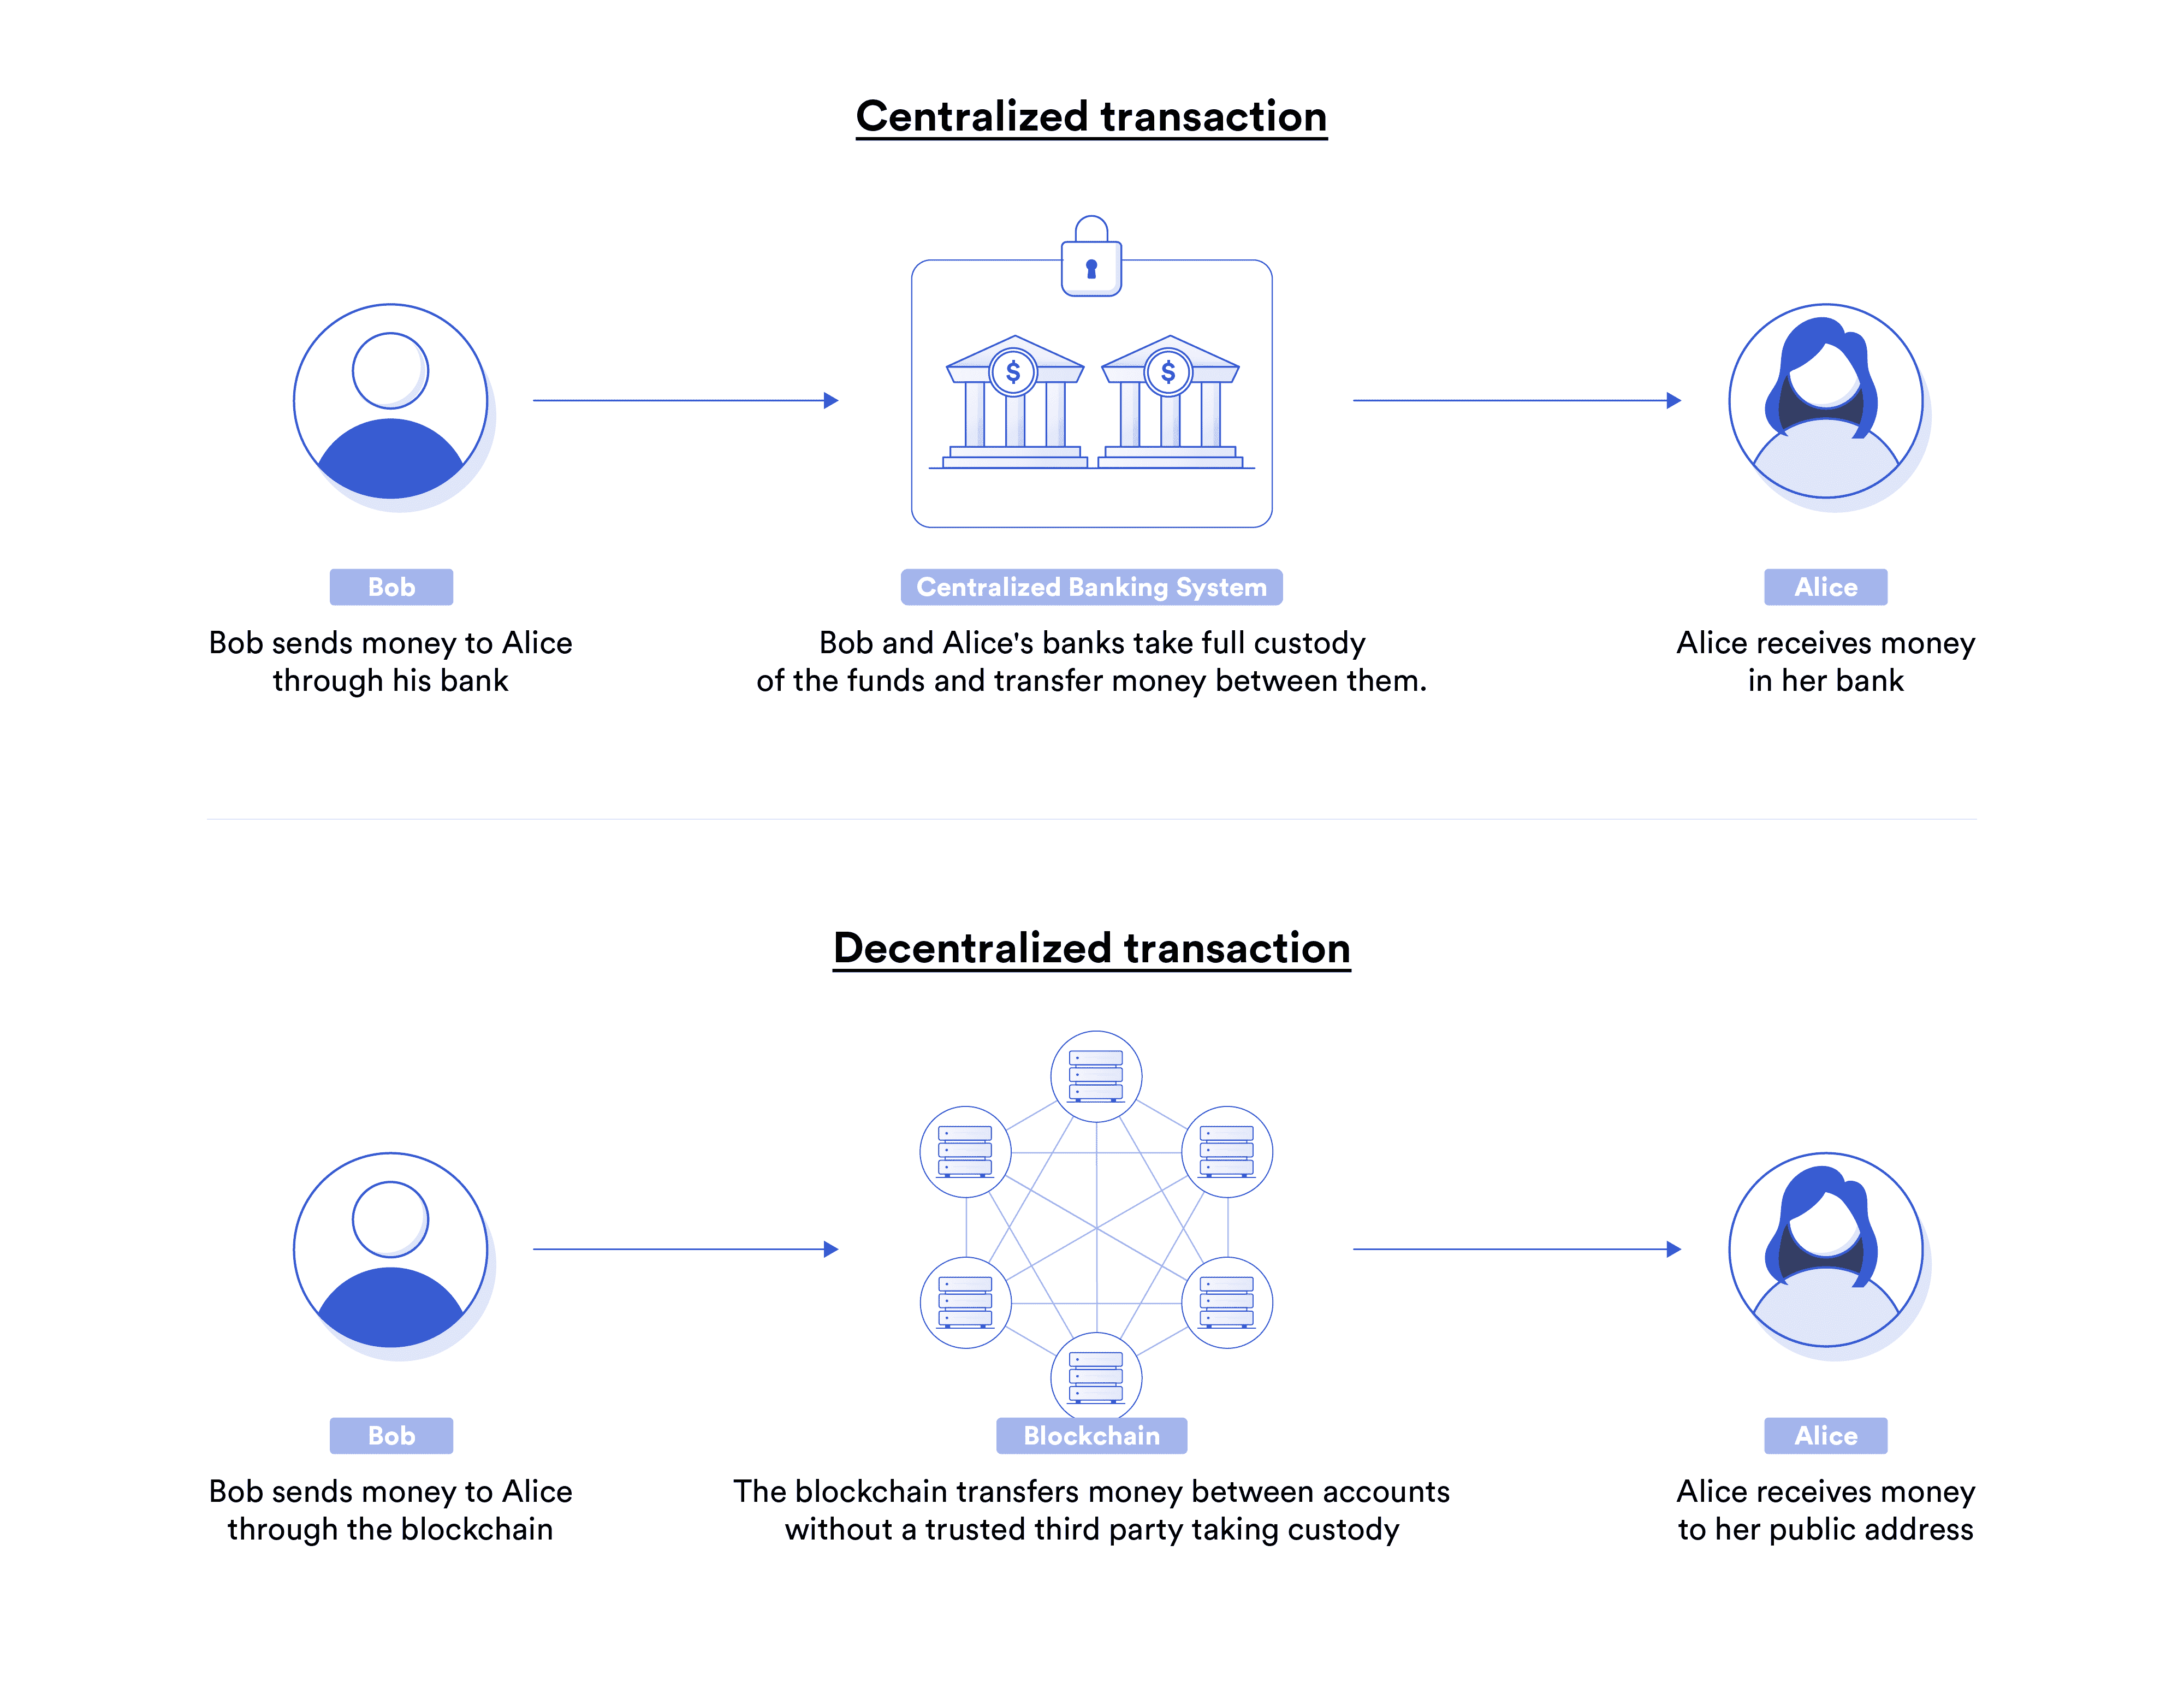 Centralized transaction
$ $
Bob
Centralized Banking System
Alice
Bob sends money to Alice
through his bank
Bob and Alice's banks take full custody
of the funds and transfer money between them.
Alice receives money
in her bank
Decentralized transaction
Bob
Blockchain
Alice
Bob sends money to Alice
through the blockchain
The blockchain transfers money between accounts
without a trusted third party taking custody
Alice receives money
to her public address